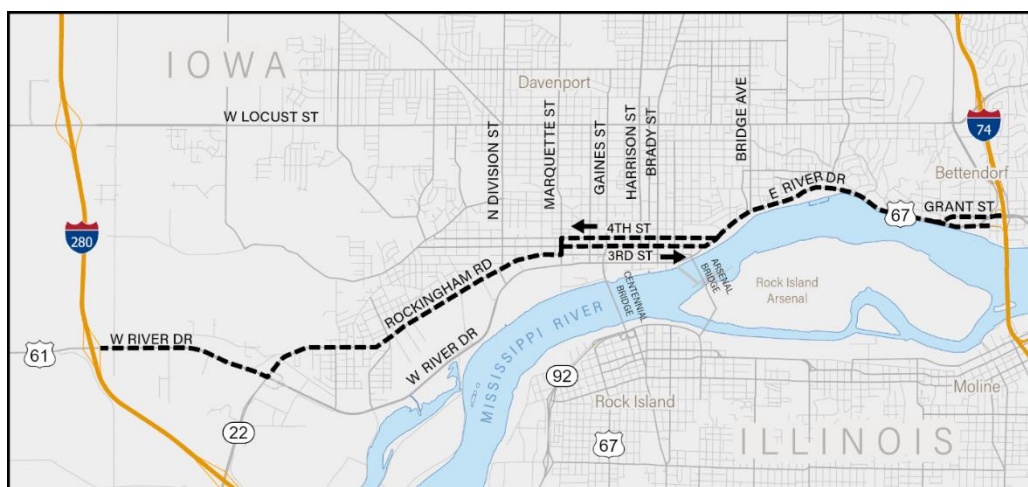 IOWA
Davenport
W LOCUST ST
N DIVISION ST
MARQUETTE ST
GAINES ST
HARRISON ST
BRADY ST
BRIDGE AVE
74
Bettendorf
E RIVER DR
GRANT ST
67
280
4TH ST
3RD ST
ROCKINGHAM RD
CENTENNIAL
BRIDGE
ARSENAL
BRIDGE
Rock Island
Arsenal
W RIVER DR
61
W RIVER DR
MISSISSIPPI RIVER
92
Moline
Rock Island
22
67
ILLINOIS